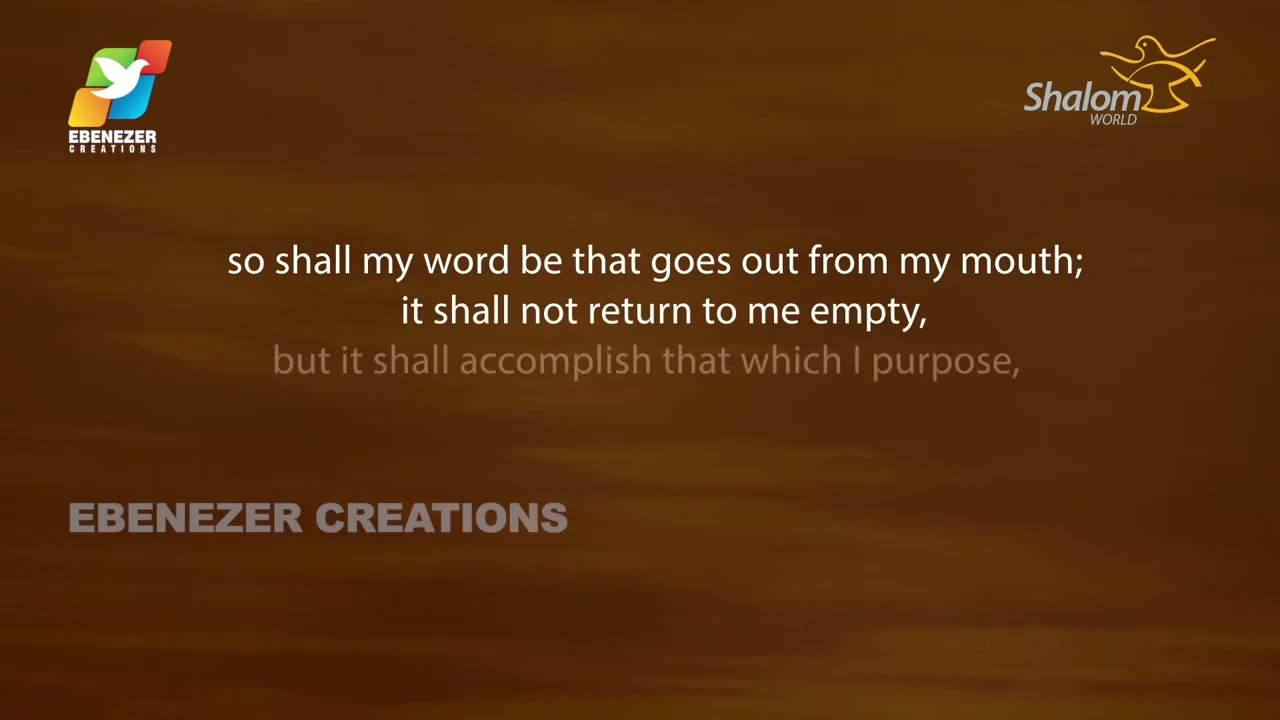 EBENEZER
CREATIONS
Shalom
WORLD
so shall my word be that goes out from my mouth;
it shall not return to me empty,
but it shall accomplish that which I purpose,
EBENEZER CREATIONS